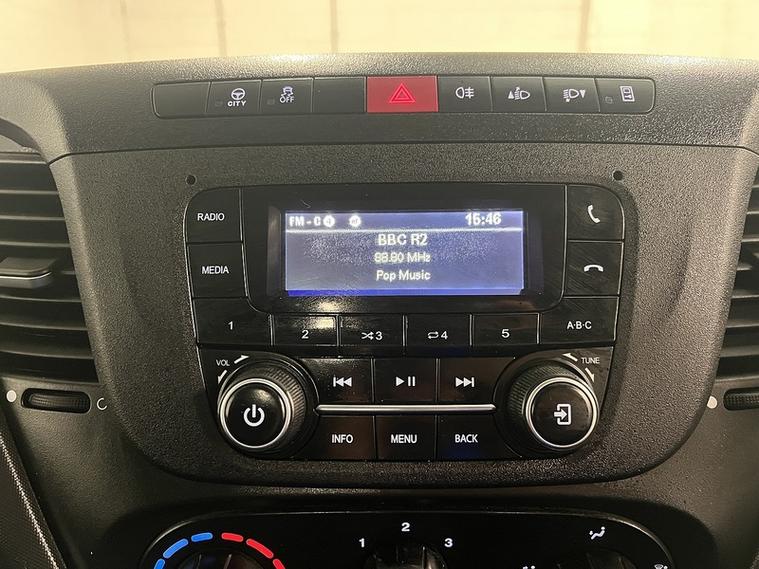 CITY
OFF
FM - C
15:46
BBC R2
88.80 MHz
Pop Music
RADIO
MEDIA
1
2
3
4
5
A·B·C
VOL
TUNE
INFO
MENU
BACK
1
2
3